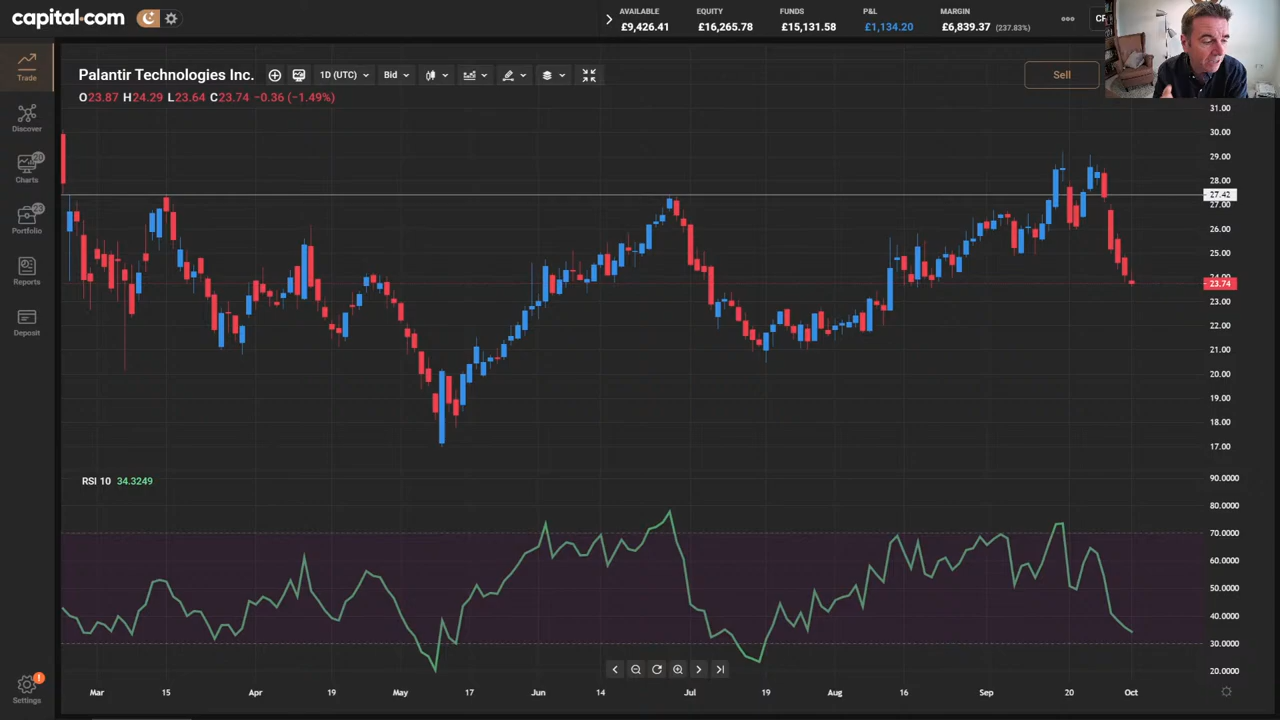 capital.com
AVAILABLE
£9,426.41
EQUITY
£16,265.78
FUNDS
£15,131.58
P&L
£1,134.20
MARGIN
£6,839.37 (237.83%)
Trade
Discover
20
Charts
23
Portfolio
Reports
Deposit
!
Settings
Palantir Technologies Inc.
1D (UTC)
Bid
Sell
O23.87 H24.29 L23.64 C23.74 −0.36 (−1.49%)
31.00
30.00
29.00
28.00
27.42
27.00
26.00
25.00
24.00
23.74
23.00
22.00
21.00
20.00
19.00
18.00
17.00
RSI 10 34.3249
90.0000
80.0000
70.0000
60.0000
50.0000
40.0000
30.0000
20.0000
Mar 15 Apr 19 May 17 Jun 14 Jul 19 Aug 16 Sep 20 Oct